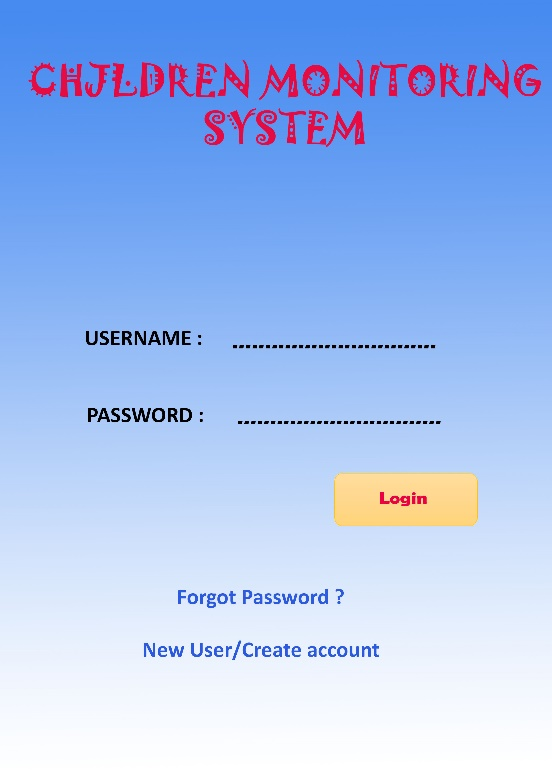 CHILDREN MONITORING
SYSTEM
USERNAME : ...............................
PASSWORD : ...............................
Login
Forgot Password ?
New User/Create account